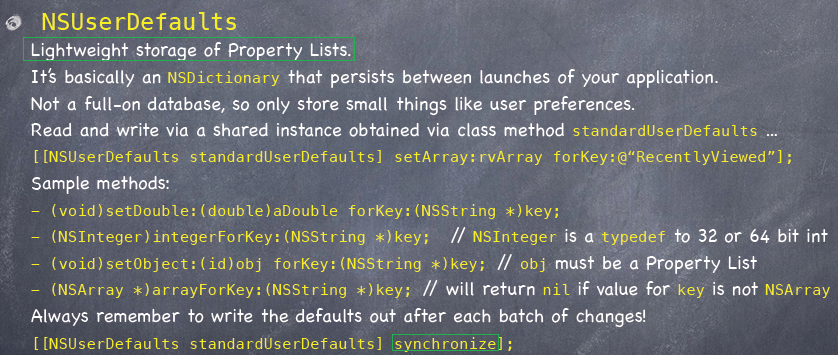 NSUserDefaults
Lightweight storage of Property Lists.
It's basically an NSDictionary that persists between launches of your application.
Not a full-on database, so only store small things like user preferences.
Read and write via a shared instance obtained via class method standardUserDefaults ...
[[NSUserDefaults standardUserDefaults] setArray:rvArray forKey:@“RecentlyViewed”];
Sample methods:
– (void)setDouble:(double)aDouble forKey:(NSString *)key;
– (NSInteger)integerForKey:(NSString *)key; // NSInteger is a typedef to 32 or 64 bit int
– (void)setObject:(id)obj forKey:(NSString *)key; // obj must be a Property List
– (NSArray *)arrayForKey:(NSString *)key; // will return nil if value for key is not NSArray
Always remember to write the defaults out after each batch of changes!
[[NSUserDefaults standardUserDefaults] synchronize];